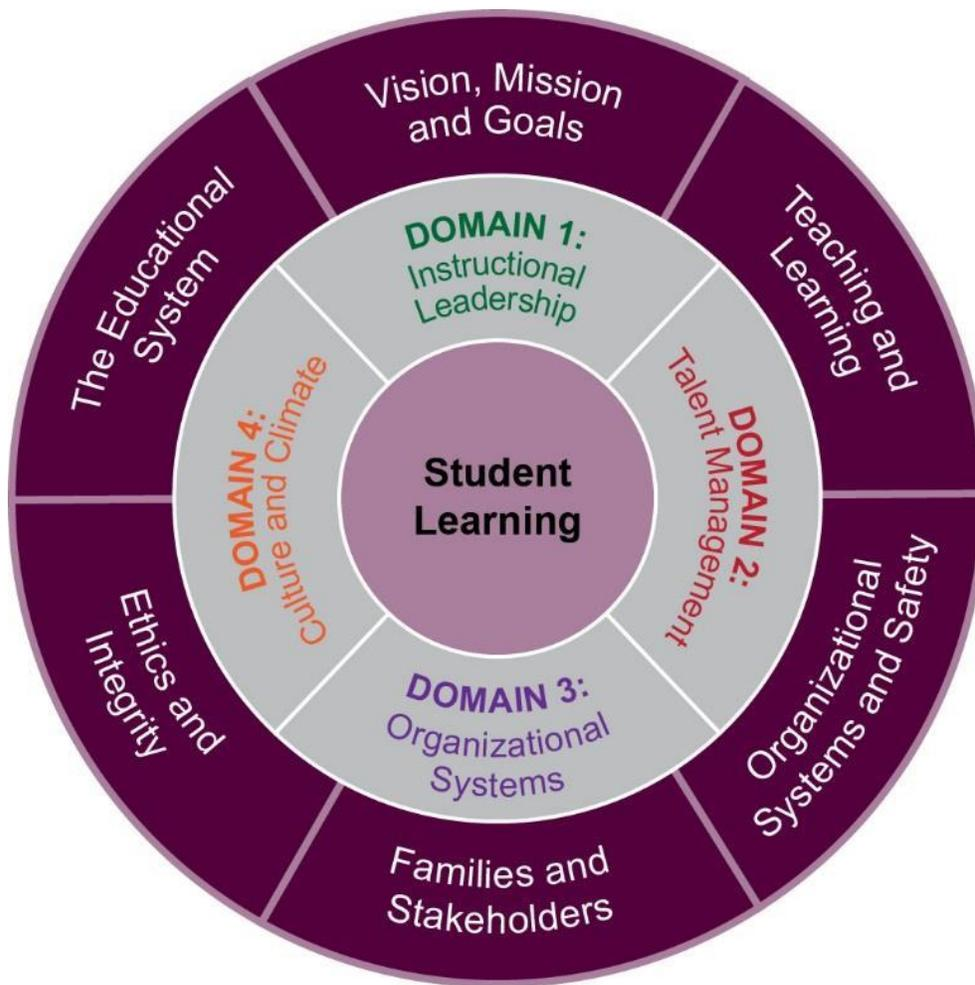 Vision, Mission
and Goals
Teaching and
Learning
Organizational
Systems and Safety
Families and
Stakeholders
Ethics and
Integrity
The Educational
System
DOMAIN 1:
Instructional
Leadership
DOMAIN 2:
Talent Management
DOMAIN 3:
Organizational
Systems
DOMAIN 4:
Culture and Climate
Student
Learning